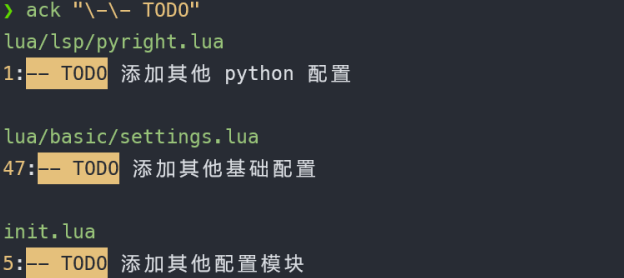 ❯ ack "\-\- TODO"
lua/lsp/pyright.lua
1:-- TODO 添加其他 python 配置
lua/basic/settings.lua
47:-- TODO 添加其他基础配置
init.lua
5:-- TODO 添加其他配置模块